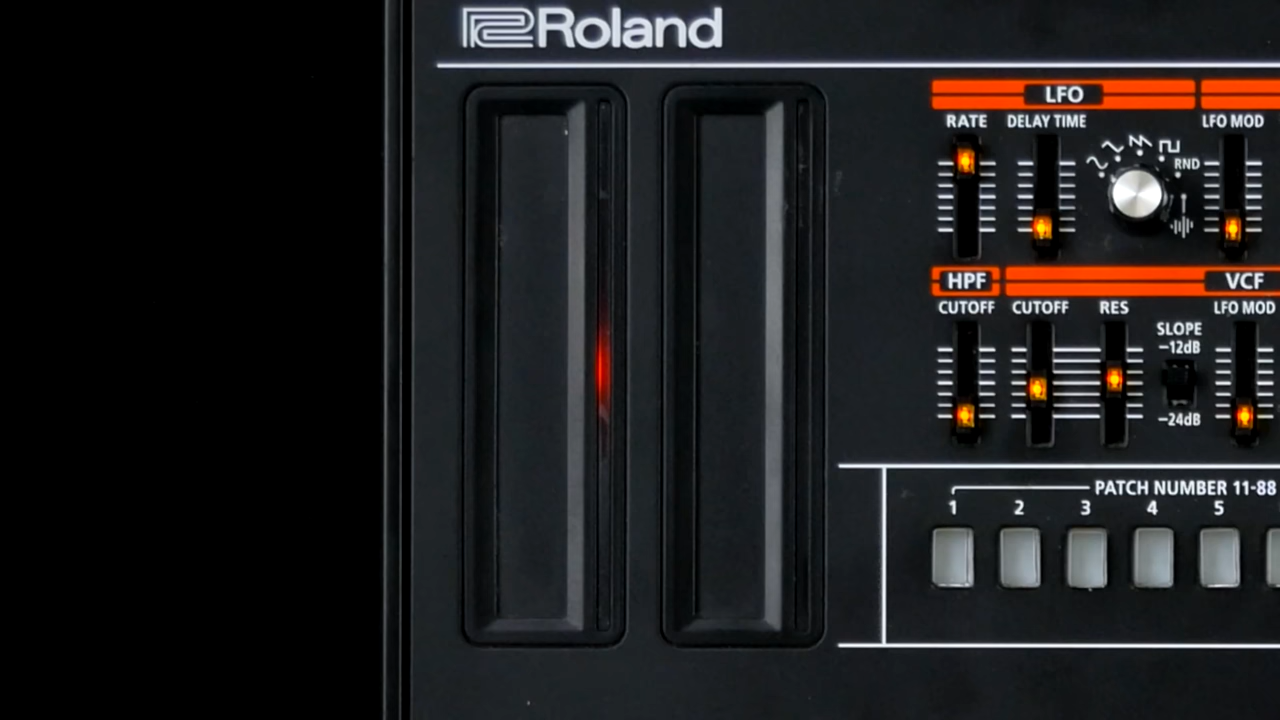 Roland
LFO
RATE DELAY TIME LFO MOD
RND
HPF VCF
CUTOFF CUTOFF RES LFO MOD
SLOPE
−12dB
−24dB
PATCH NUMBER 11-88
1 2 3 4 5